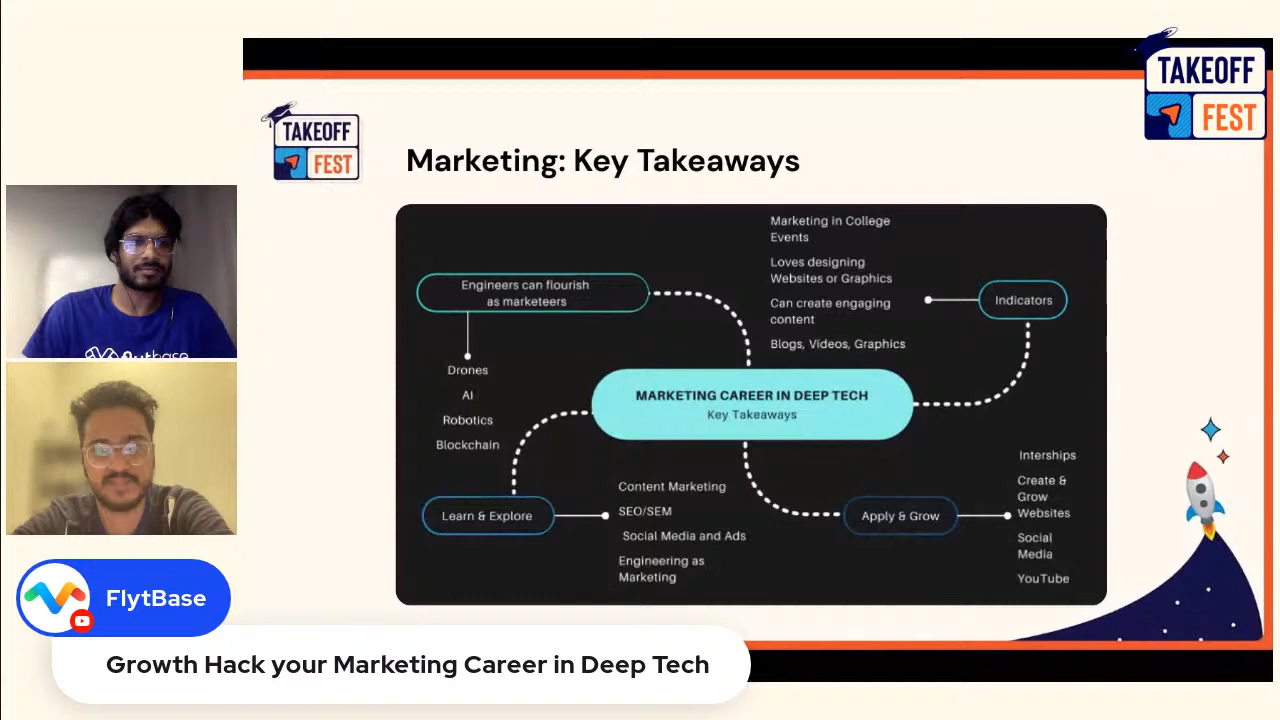 TAKEOFF
FEST
TAKEOFF
FEST
Marketing: Key Takeaways
Engineers can flourish
as marketeers
Drones
AI
Robotics
Blockchain
Marketing in College
Events
Loves designing
Websites or Graphics
Can create engaging
content
Blogs, Videos, Graphics
Indicators
MARKETING CAREER IN DEEP TECH
Key Takeaways
Learn & Explore
Content Marketing
SEO/SEM
Social Media and Ads
Engineering as
Marketing
Apply & Grow
Interships
Create &
Grow
Websites
Social
Media
YouTube
flytbase
FlytBase
Growth Hack your Marketing Career in Deep Tech